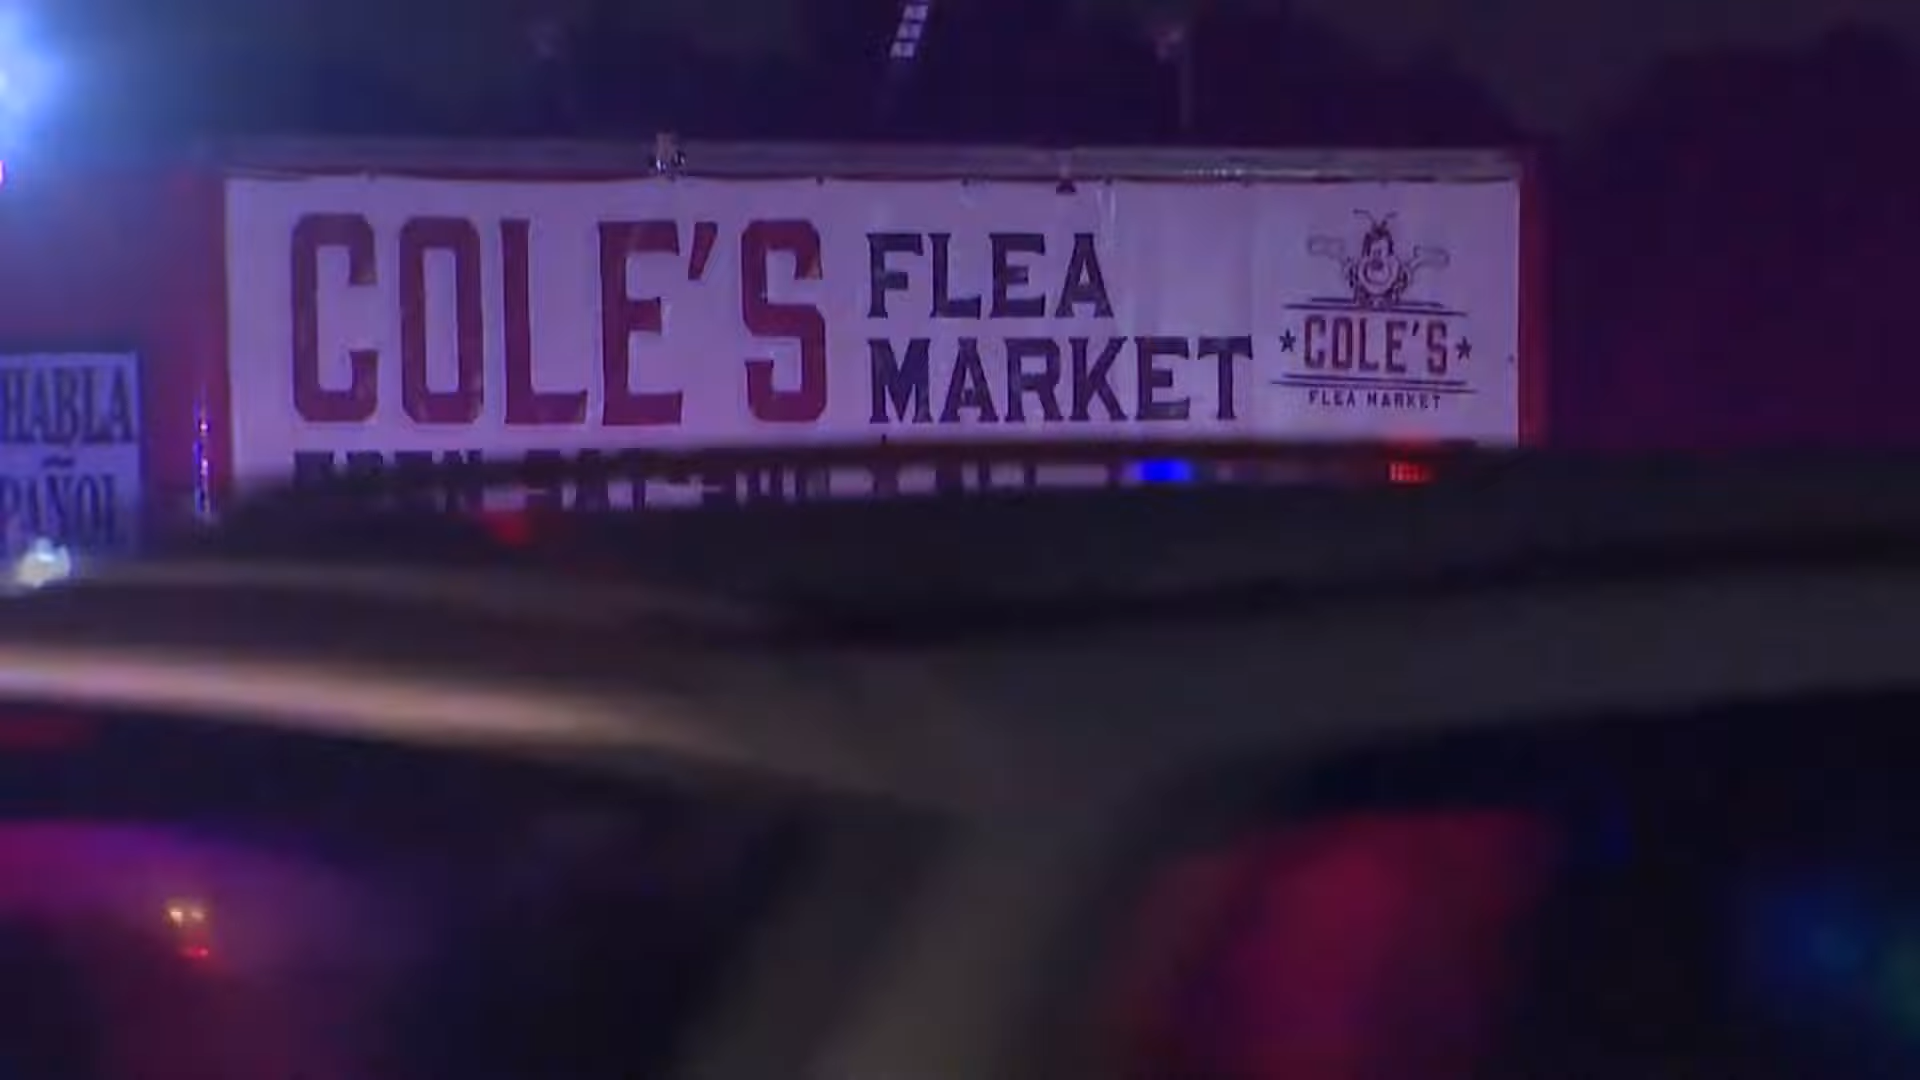 COLE'S
FLEA
MARKET
★COLE'S★
FLEA MARKET
HABLA
PAÑOL